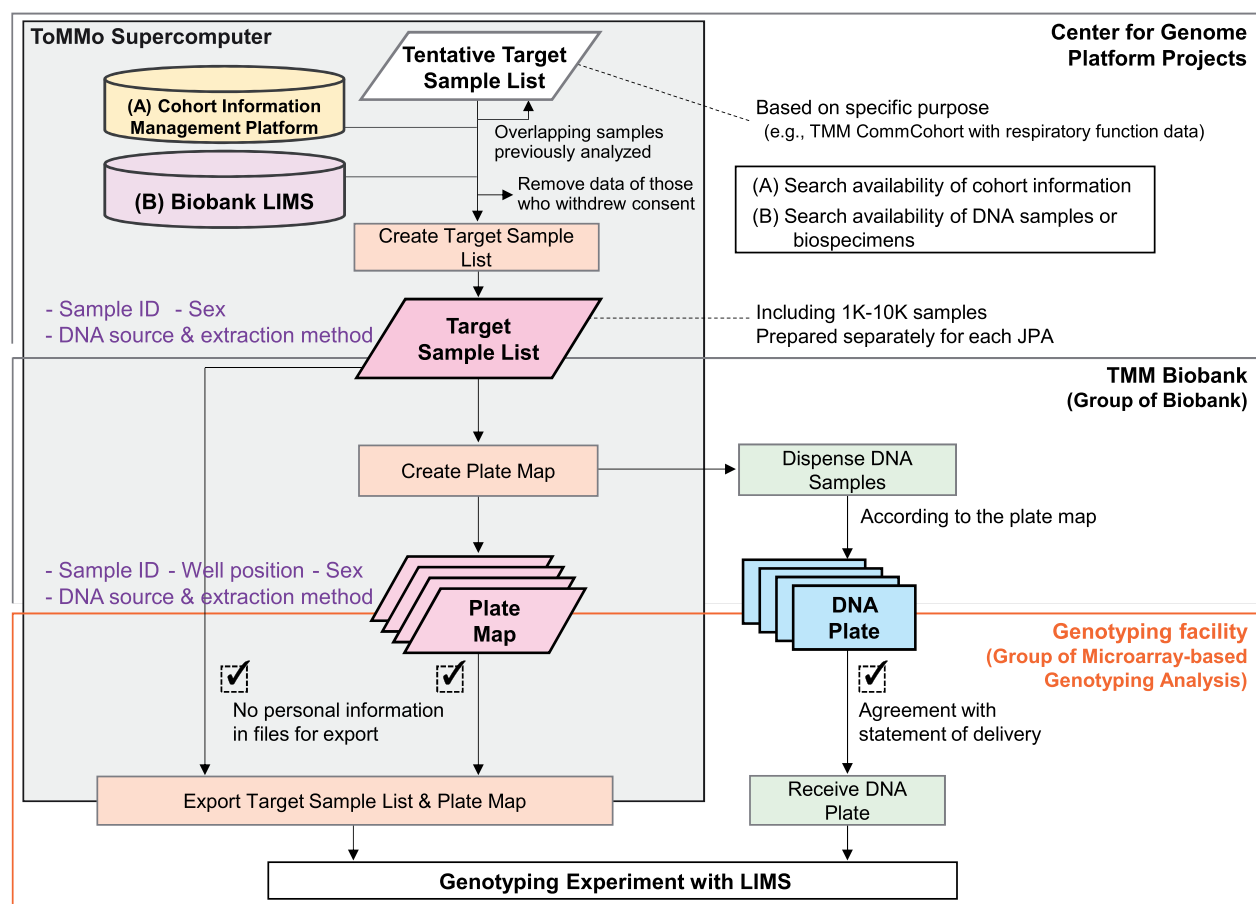 ToMMo Supercomputer
Center for Genome
Platform Projects
Tentative Target
Sample List
(A) Cohort Information
Management Platform
Based on specific purpose
(e.g., TMM CommCohort with respiratory function data)
Overlapping samples
previously analyzed
(B) Biobank LIMS
Remove data of those
who withdrew consent
(A) Search availability of cohort information
(B) Search availability of DNA samples or
biospecimens
Create Target Sample
List
- Sample ID - Sex
- DNA source & extraction method
Target
Sample List
Including 1K-10K samples
Prepared separately for each JPA
TMM Biobank
(Group of Biobank)
Create Plate Map
Dispense DNA
Samples
According to the plate map
- Sample ID - Well position - Sex
- DNA source & extraction method
Plate
Map
DNA
Plate
Genotyping facility
(Group of Microarray-based
Genotyping Analysis)
No personal information
in files for export
Agreement with
statement of delivery
Export Target Sample List & Plate Map
Receive DNA
Plate
Genotyping Experiment with LIMS